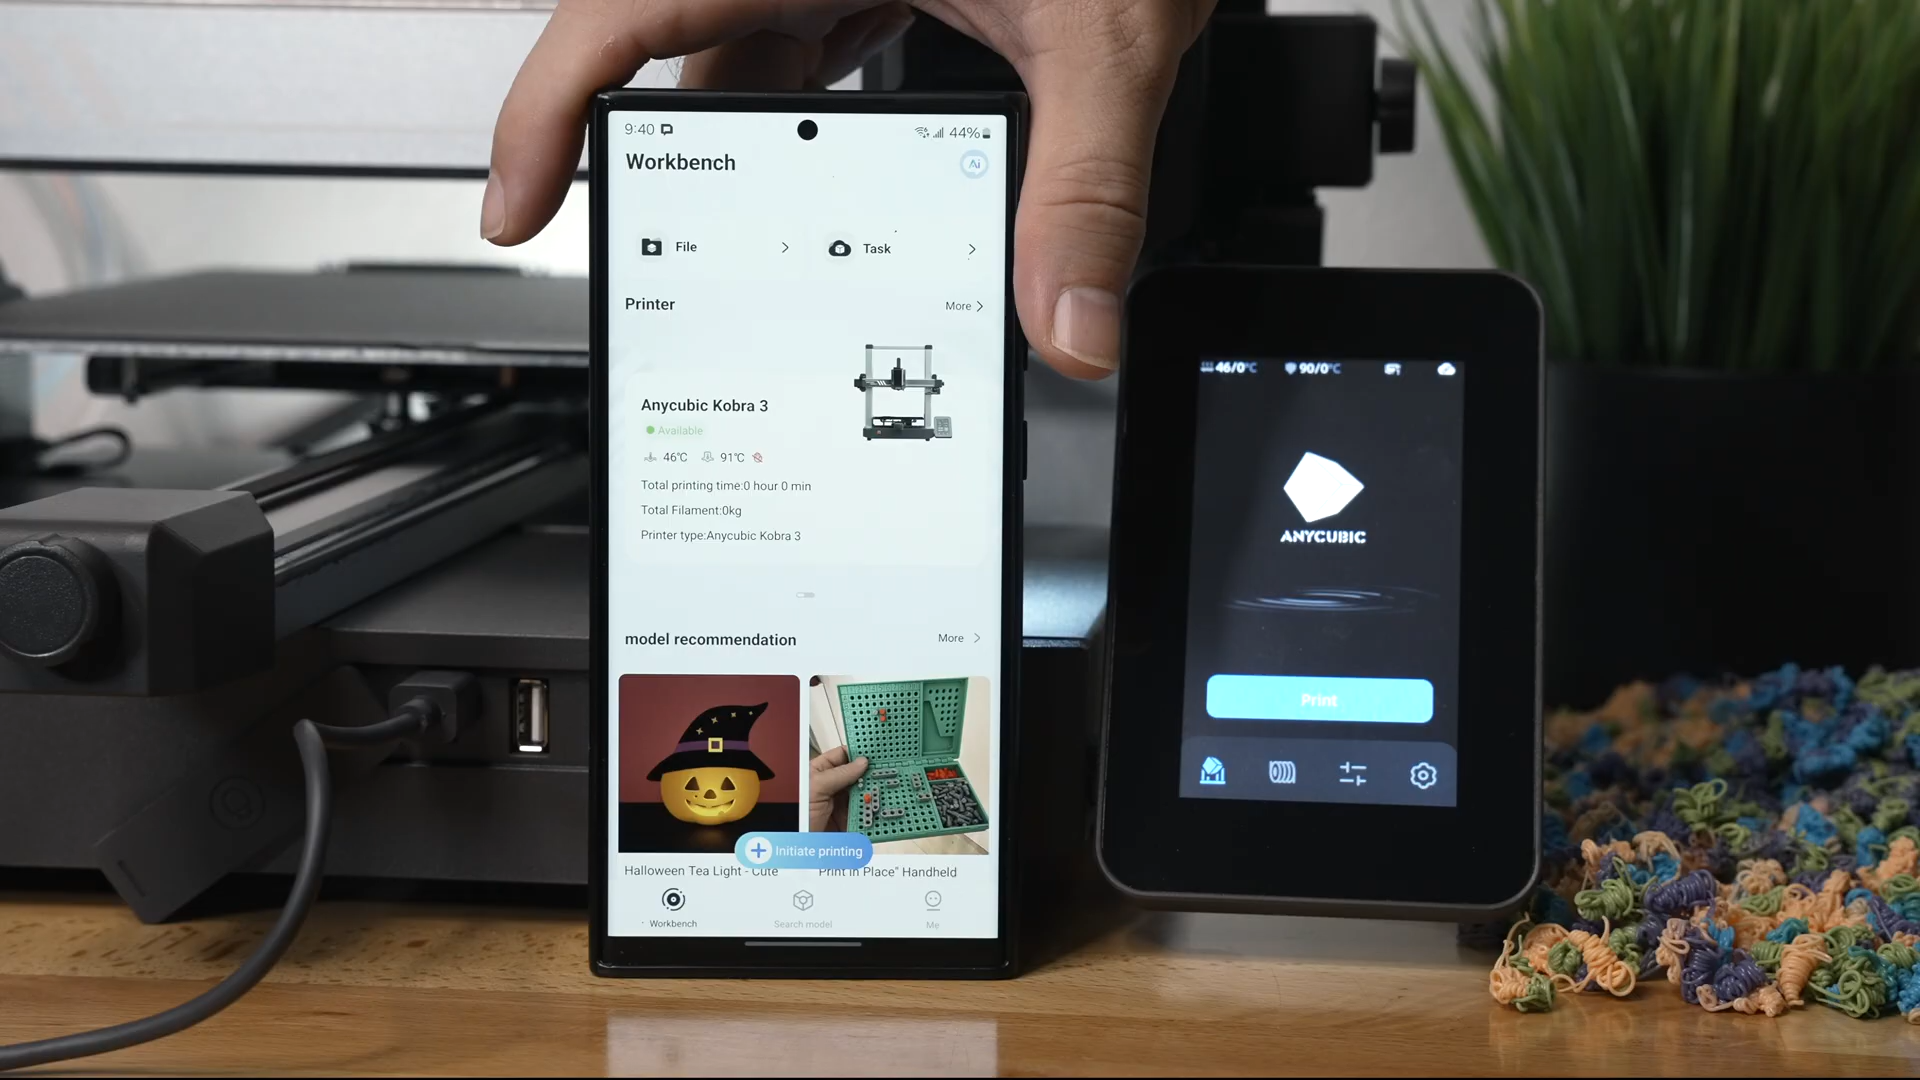 9:40
44%
Workbench
Ai
File
Task
Printer
More
Anycubic Kobra 3
Available
46℃ 91℃
Total printing time:0 hour 0 min
Total Filament:0kg
Printer type:Anycubic Kobra 3
model recommendation
More
Initiate printing
Halloween Tea Light - Cute
Print in Place" Handheld
Workbench
Search model
Me
46/0℃
90/0℃
ANYCUBIC
Print